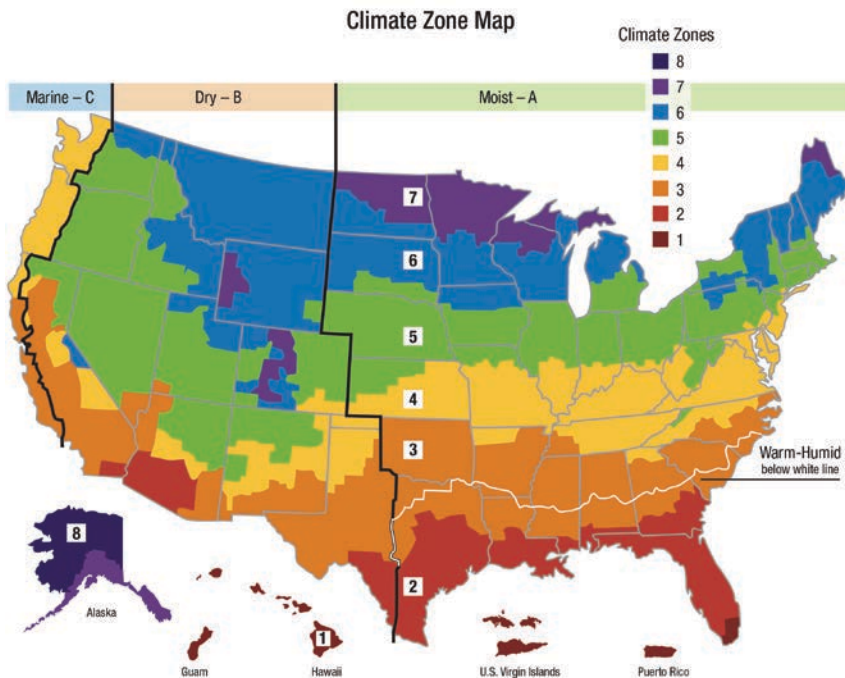 Climate Zone Map
Climate Zones
8
7
6
5
4
3
2
1
Marine – C
Dry – B
Moist – A
7
6
5
4
3
2
Warm-Humid
below white line
8
Alaska
Guam
1
Hawaii
U.S. Virgin Islands
Puerto Rico